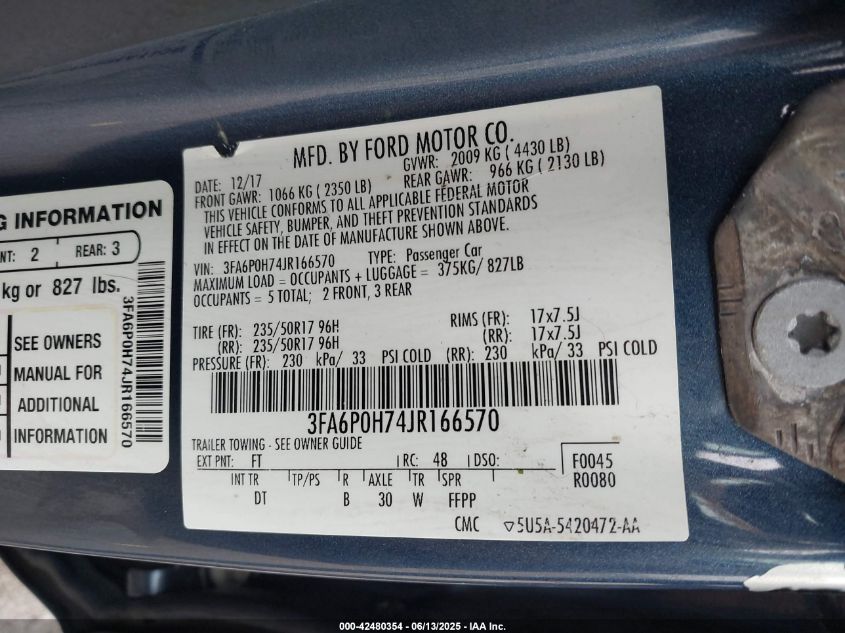 MFD. BY FORD MOTOR CO.
DATE: 12/17 GVWR: 2009 KG ( 4430 LB)
FRONT GAWR: 1066 KG ( 2350 LB) REAR GAWR: 966 KG ( 2130 LB)
THIS VEHICLE CONFORMS TO ALL APPLICABLE FEDERAL MOTOR
VEHICLE SAFETY, BUMPER, AND THEFT PREVENTION STANDARDS
IN EFFECT ON THE DATE OF MANUFACTURE SHOWN ABOVE.
VIN: 3FA6P0H74JR166570 TYPE: Passenger Car
MAXIMUM LOAD = OCCUPANTS + LUGGAGE = 375KG/ 827LB
OCCUPANTS = 5 TOTAL; 2 FRONT, 3 REAR
TIRE (FR): 235/50R17 96H RIMS (FR): 17x7.5J
(RR): 235/50R17 96H (RR): 17x7.5J
PRESSURE (FR): 230 kPa/ 33 PSI COLD (RR): 230 kPa/ 33 PSI COLD
3FA6P0H74JR166570
TRAILER TOWING - SEE OWNER GUIDE
EXT PNT: FT RC: 48 DSO: F0045
R0080
INT TR TP/PS R AXLE TR SPR
DT B 30 W FFPP
CMC ▽5U5A-5420472-AA
G INFORMATION
NT: 2 REAR: 3
kg or 827 lbs.
SEE OWNERS
MANUAL FOR
ADDITIONAL
INFORMATION
3FA6P0H74JR166570
000-42480354 - 06/13/2025 - IAA Inc.